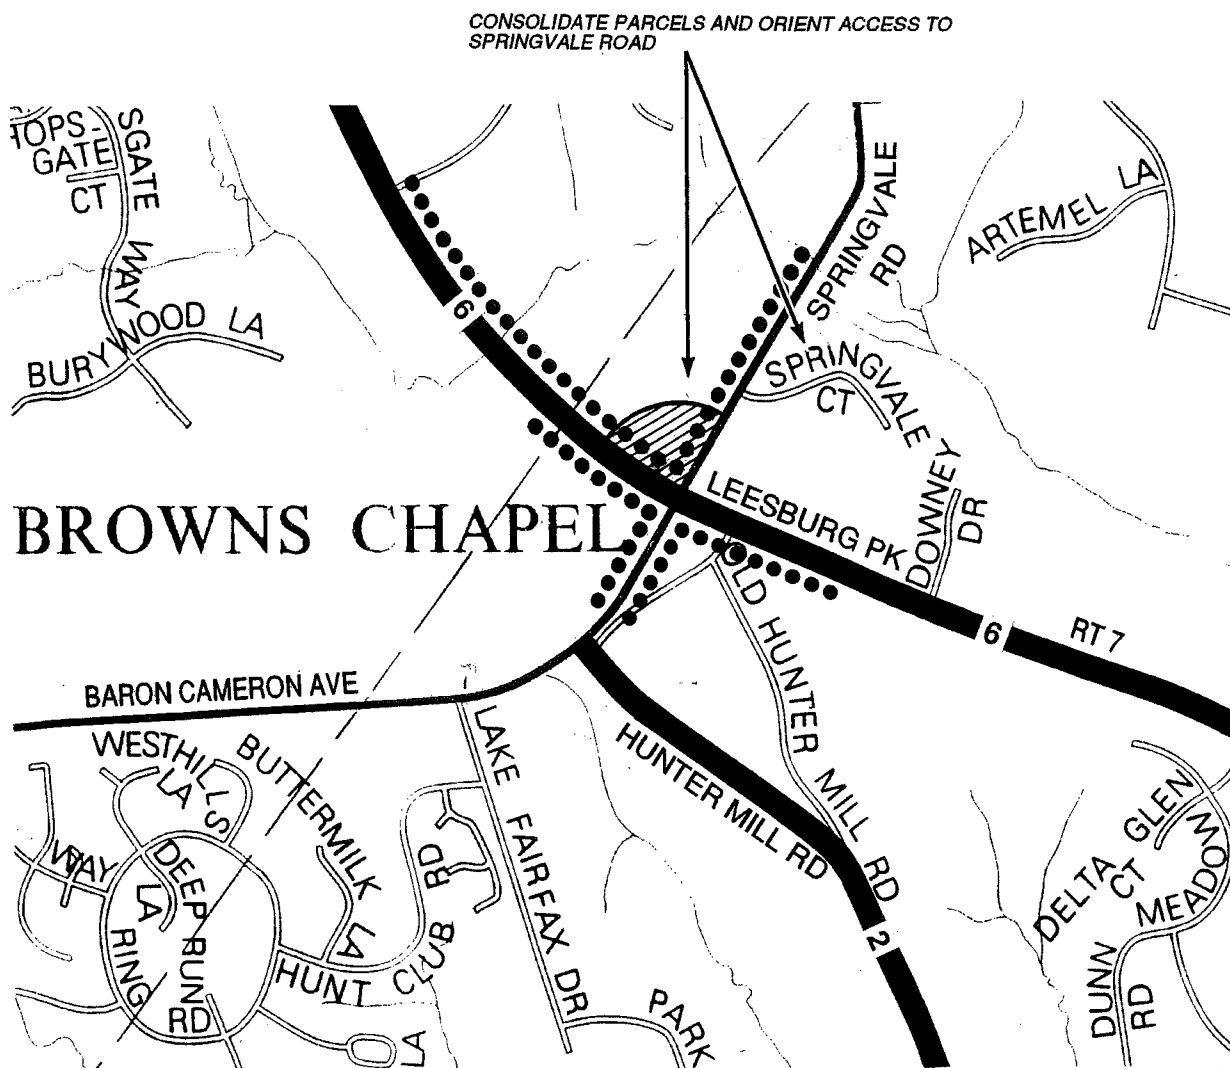 CONSOLIDATE PARCELS AND ORIENT ACCESS TO
SPRINGVALE ROAD
HOPS-
GATE
CT
SGATE
WAY
BURYWOOD LA
SPRINGVALE
RD
ARTEMEL LA
6
SPRINGVALE
CT
BROWNS CHAPEL
LEESBURG PK
DOWNEY
DR
OLD HUNTER MILL RD
6
RT 7
BARON CAMERON AVE
WESTHILLS
LA
BUTTERMILK
LA
LAKE FAIRFAX DR
HUNTER MILL RD
2
WAY
DEEP RUN
LA
RING
RD
HUNT CLUB
RD
LA
PARK
DELTA GLEN
CT
MEADOW
DUNN
RD